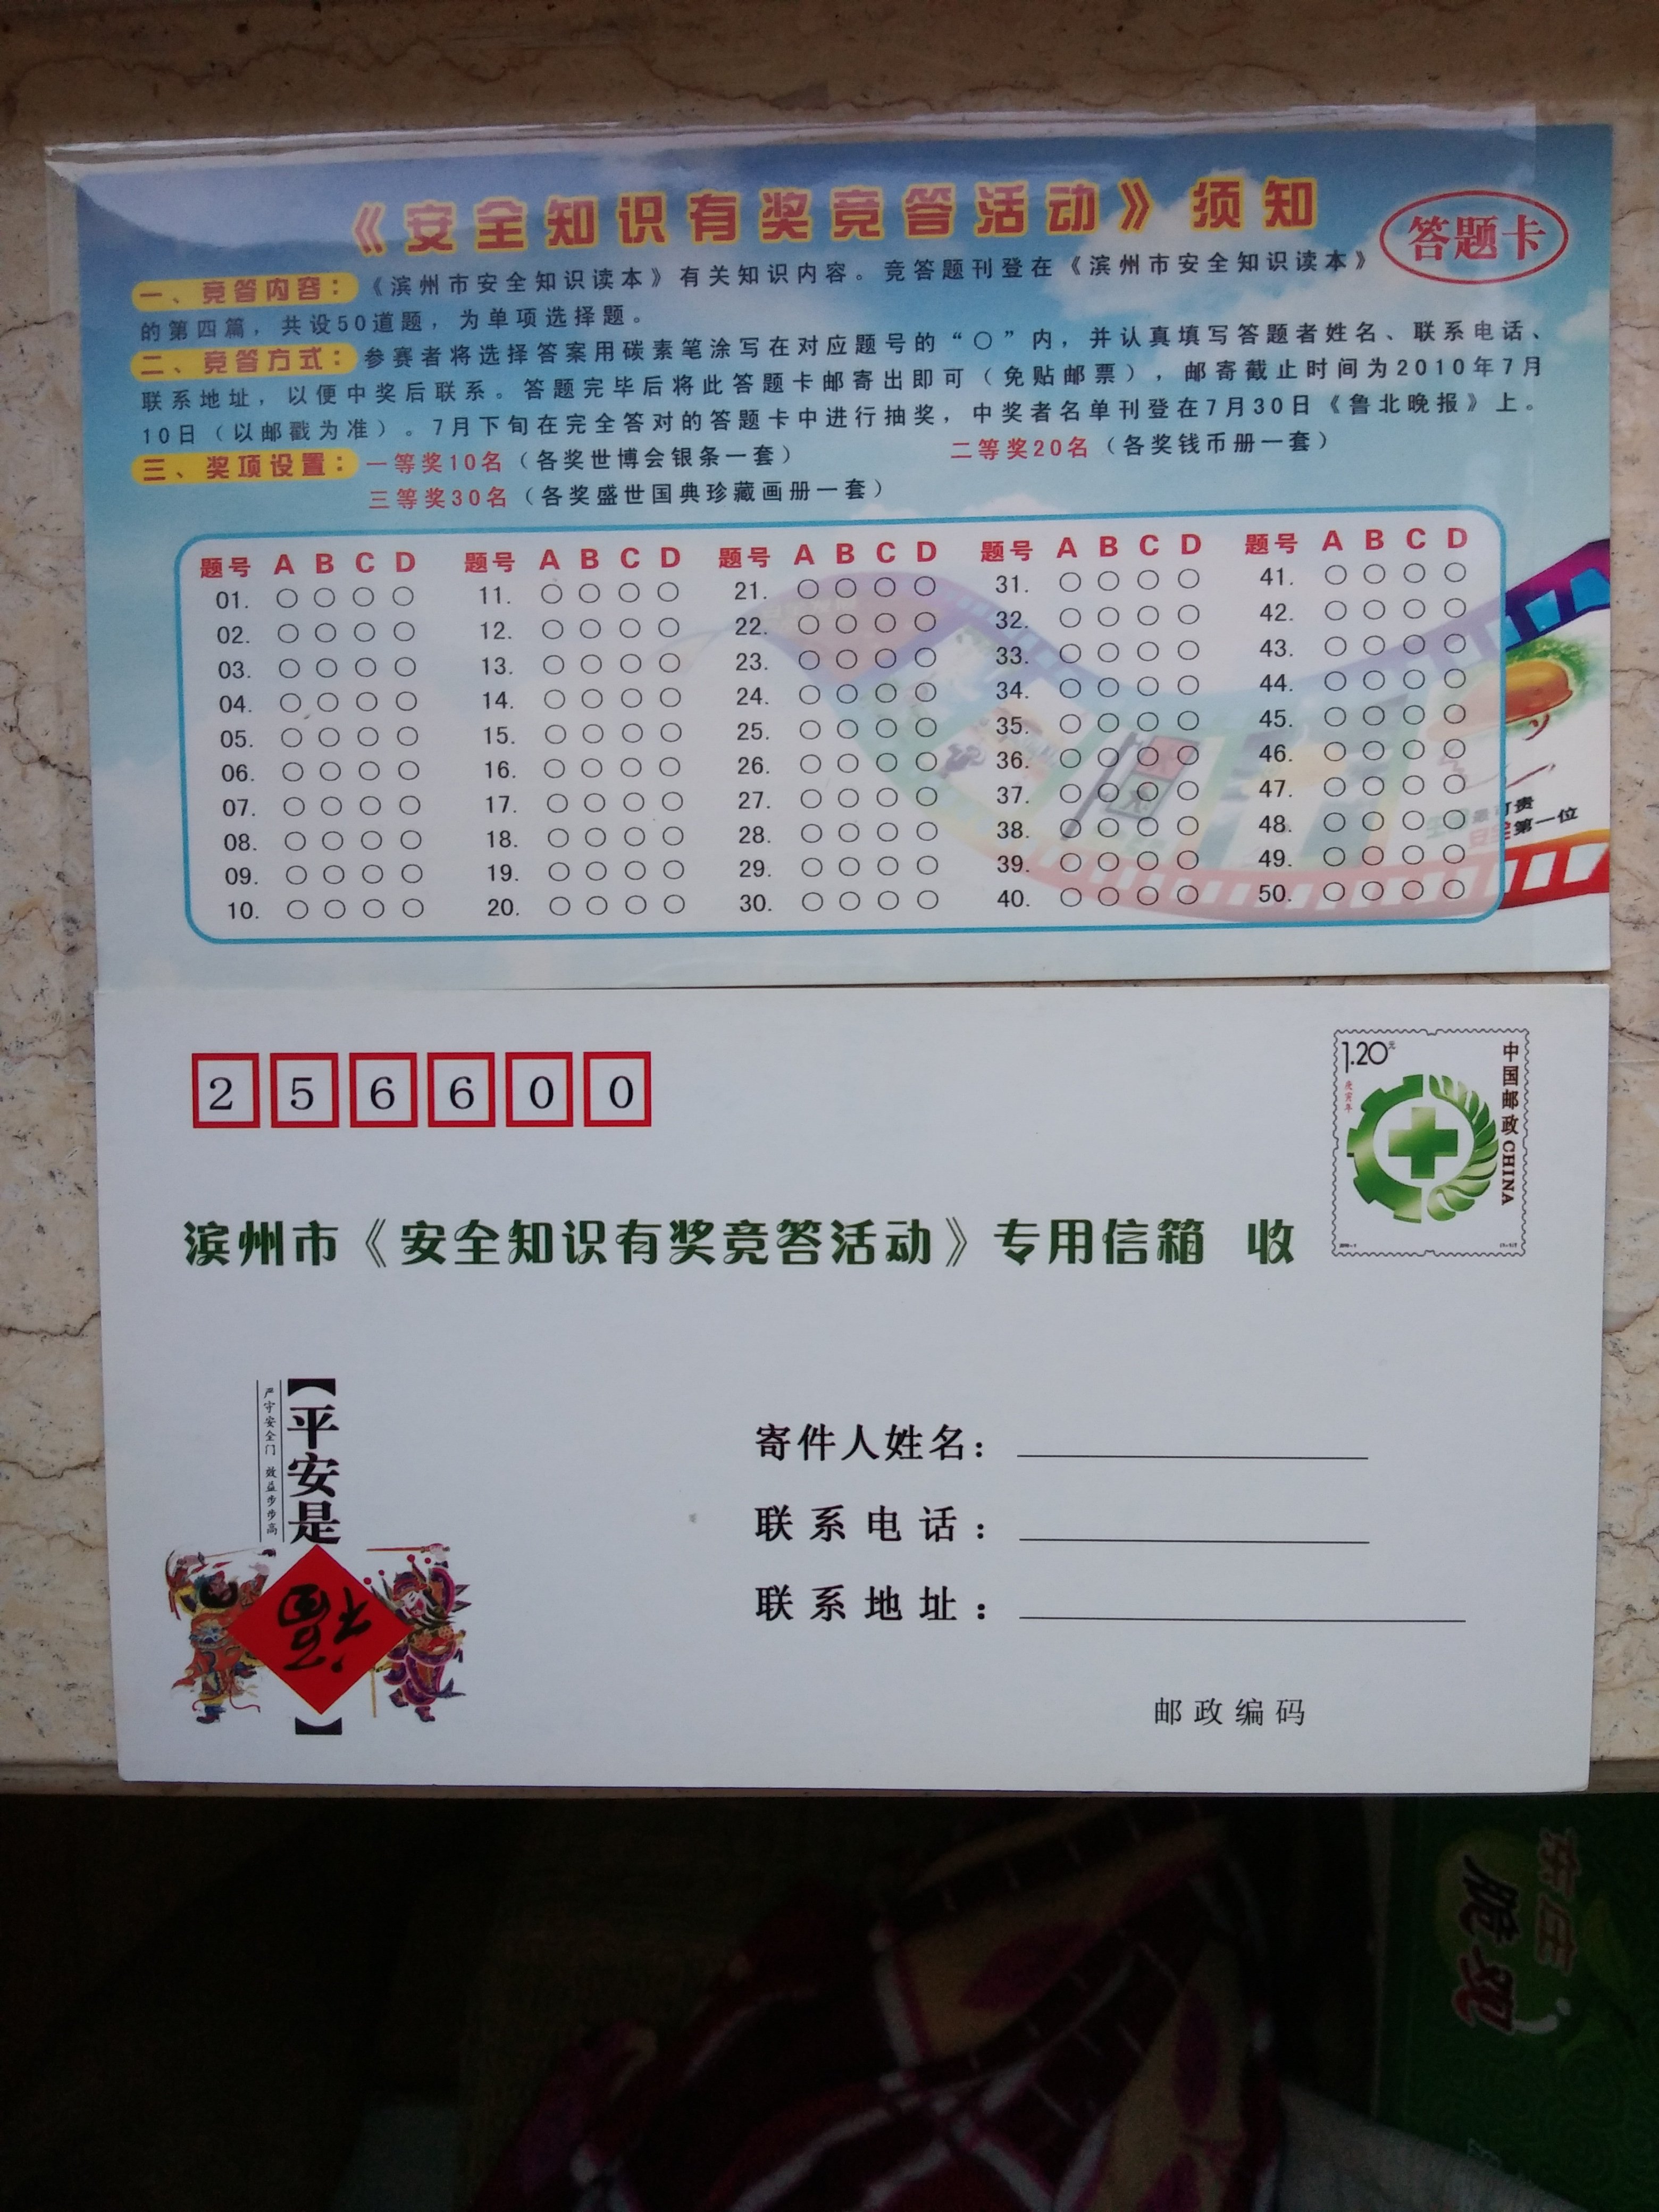 《安全知识有奖竞答活动》须知
答题卡
一、竞答内容：《滨州市安全知识读本》有关知识内容。竞答题刊登在《滨州市安全知识读本》
的第四篇，共设50道题，为单项选择题。
二、竞答方式：参赛者将选择答案用碳素笔涂写在对应题号的“○”内，并认真填写答题者姓名、联系电话、
联系地址，以便中奖后联系。答题完毕后将此答题卡邮寄出即可（免贴邮票），邮寄截止时间为2010年7月
10日（以邮戳为准）。7月下旬在完全答对的答题卡中进行抽奖，中奖者名单刊登在7月30日《鲁北晚报》上。
三、奖项设置：一等奖10名（各奖世博会银条一套） 二等奖20名（各奖钱币册一套）
三等奖30名（各奖盛世国典珍藏画册一套）
题号 A B C D 题号 A B C D 题号 A B C D 题号 A B C D 题号 A B C D
01. ○ ○ ○ ○ 11. ○ ○ ○ ○ 21. ○ ○ ○ ○ 31. ○ ○ ○ ○ 41. ○ ○ ○ ○
02. ○ ○ ○ ○ 12. ○ ○ ○ ○ 22. ○ ○ ○ ○ 32. ○ ○ ○ ○ 42. ○ ○ ○ ○
03. ○ ○ ○ ○ 13. ○ ○ ○ ○ 23. ○ ○ ○ ○ 33. ○ ○ ○ ○ 43. ○ ○ ○ ○
04. ○ ○ ○ ○ 14. ○ ○ ○ ○ 24. ○ ○ ○ ○ 34. ○ ○ ○ ○ 44. ○ ○ ○ ○
05. ○ ○ ○ ○ 15. ○ ○ ○ ○ 25. ○ ○ ○ ○ 35. ○ ○ ○ ○ 45. ○ ○ ○ ○
06. ○ ○ ○ ○ 16. ○ ○ ○ ○ 26. ○ ○ ○ ○ 36. ○ ○ ○ ○ 46. ○ ○ ○ ○
07. ○ ○ ○ ○ 17. ○ ○ ○ ○ 27. ○ ○ ○ ○ 37. ○ ○ ○ ○ 47. ○ ○ ○ ○
08. ○ ○ ○ ○ 18. ○ ○ ○ ○ 28. ○ ○ ○ ○ 38. ○ ○ ○ ○ 48. ○ ○ ○ ○
09. ○ ○ ○ ○ 19. ○ ○ ○ ○ 29. ○ ○ ○ ○ 39. ○ ○ ○ ○ 49. ○ ○ ○ ○
10. ○ ○ ○ ○ 20. ○ ○ ○ ○ 30. ○ ○ ○ ○ 40. ○ ○ ○ ○ 50. ○ ○ ○ ○
可贵
安全第一位
256600
1.20元
庚寅年
中国邮政 CHINA
滨州市《安全知识有奖竞答活动》专用信箱 收
【平安是福】
严守安全门 效益步步高
寄件人姓名：
联系电话：
联系地址：
邮政编码
东庄
脆观